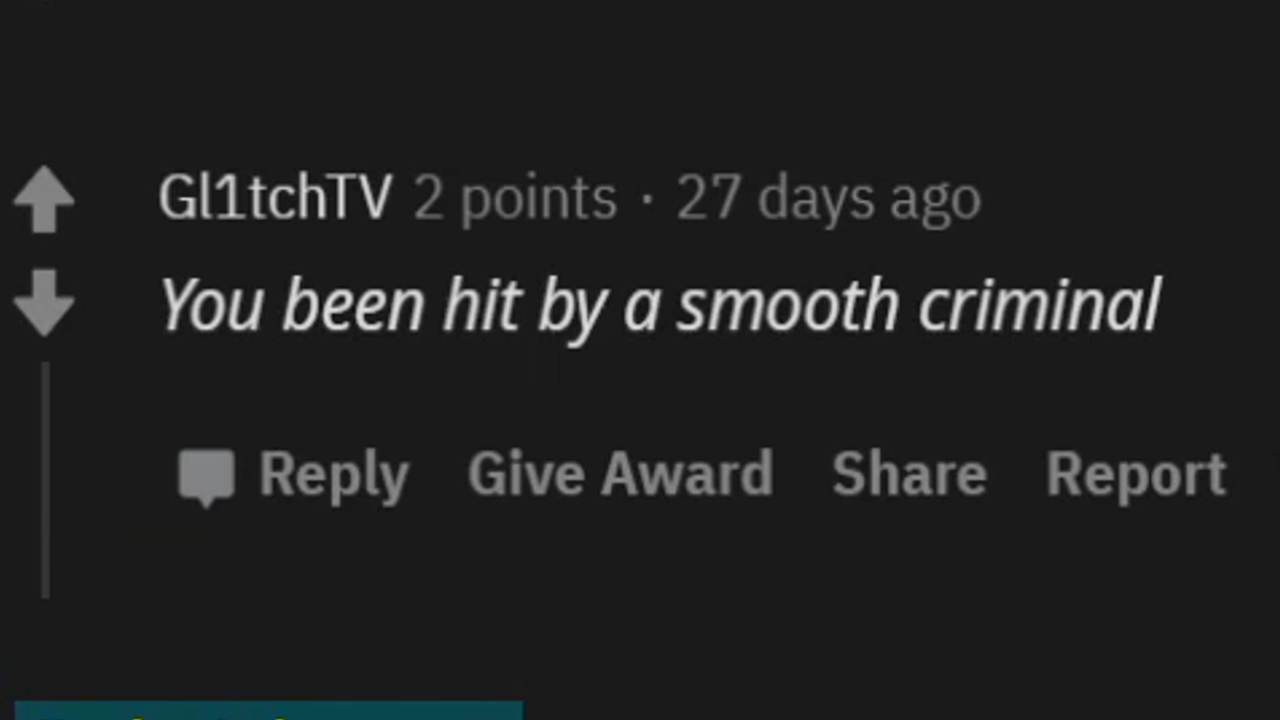 Gl1tchTV 2 points · 27 days ago
You been hit by a smooth criminal
Reply Give Award Share Report